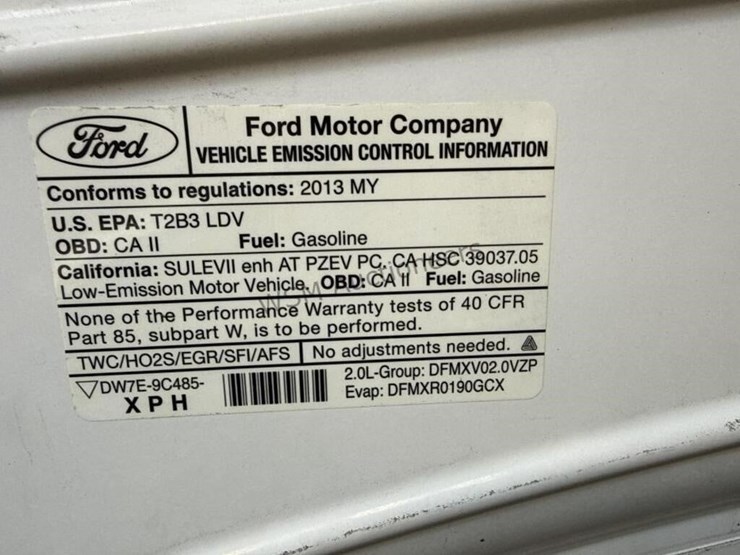 Ford
Ford Motor Company
VEHICLE EMISSION CONTROL INFORMATION
Conforms to regulations: 2013 MY
U.S. EPA: T2B3 LDV
OBD: CA II Fuel: Gasoline
California: SULEVII enh AT PZEV PC. CA HSC 39037.05
Low-Emission Motor Vehicle. OBD: CA II Fuel: Gasoline
None of the Performance Warranty tests of 40 CFR
Part 85, subpart W, is to be performed.
TWC/HO2S/EGR/SFI/AFS No adjustments needed.
DW7E-9C485-
XPH
2.0L-Group: DFMXV02.0VZP
Evap: DFMXR0190GCX